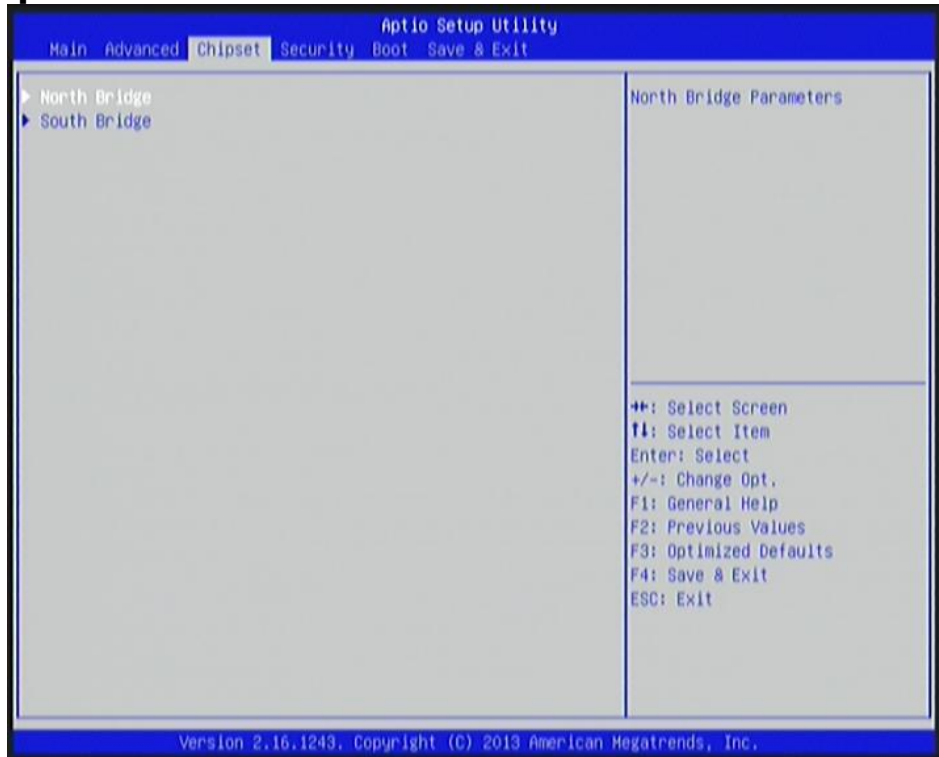 Aptio Setup Utility
Main Advanced Chipset Security Boot Save & Exit
North Bridge
South Bridge
North Bridge Parameters
→←: Select Screen
↑↓: Select Item
Enter: Select
+/-: Change Opt.
F1: General Help
F2: Previous Values
F3: Optimized Defaults
F4: Save & Exit
ESC: Exit
Version 2.16.1243. Copyright (C) 2013 American Megatrends, Inc.